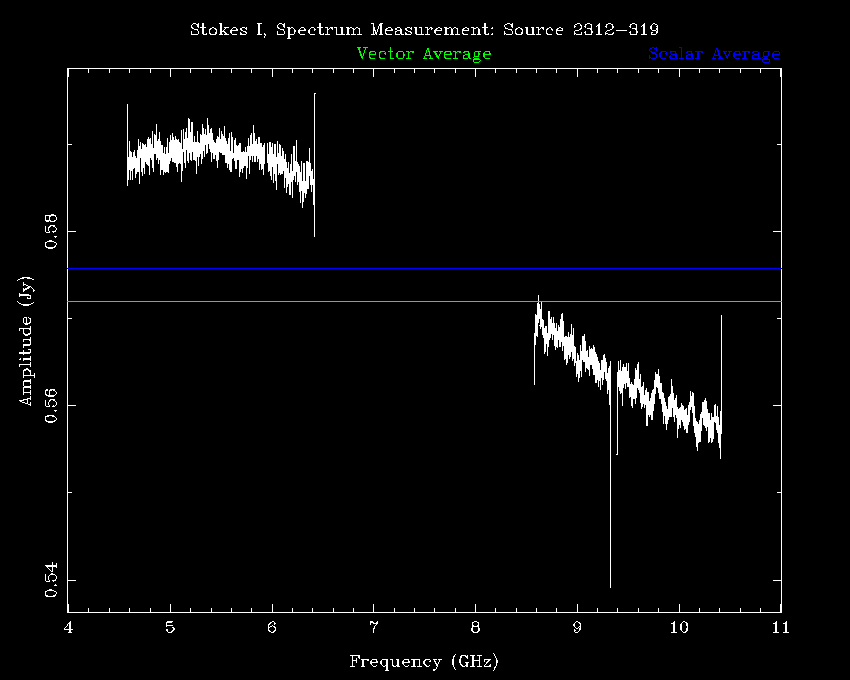 Stokes I, Spectrum Measurement: Source 2312−319
Vector Average Scalar Average
0.58
0.56
0.54
Amplitude (Jy)
4 5 6 7 8 9 10 11
Frequency (GHz)